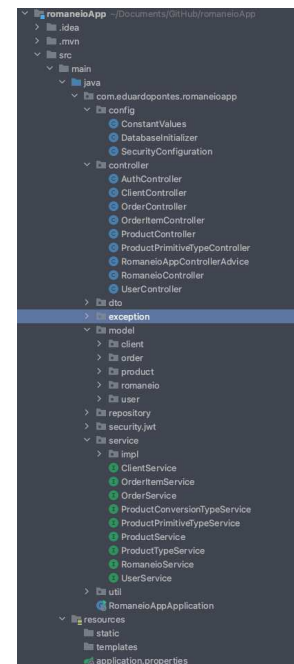 romaneioApp ~/Documents/GitHub/romaneioApp
.idea
.mvn
src
main
java
com.eduardopontes.romaneioapp
config
ConstantValues
DatabaseInitializer
SecurityConfiguration
controller
AuthController
ClientController
OrderController
OrderItemController
ProductController
ProductPrimitiveTypeController
RomaneioAppControllerAdvice
RomaneioController
UserController
dto
exception
model
client
order
product
romaneio
user
repository
security.jwt
service
impl
ClientService
OrderItemService
OrderService
ProductConversionTypeService
ProductPrimitiveTypeService
ProductService
ProductTypeService
RomaneioService
UserService
util
RomaneioAppApplication
resources
static
templates
application.properties